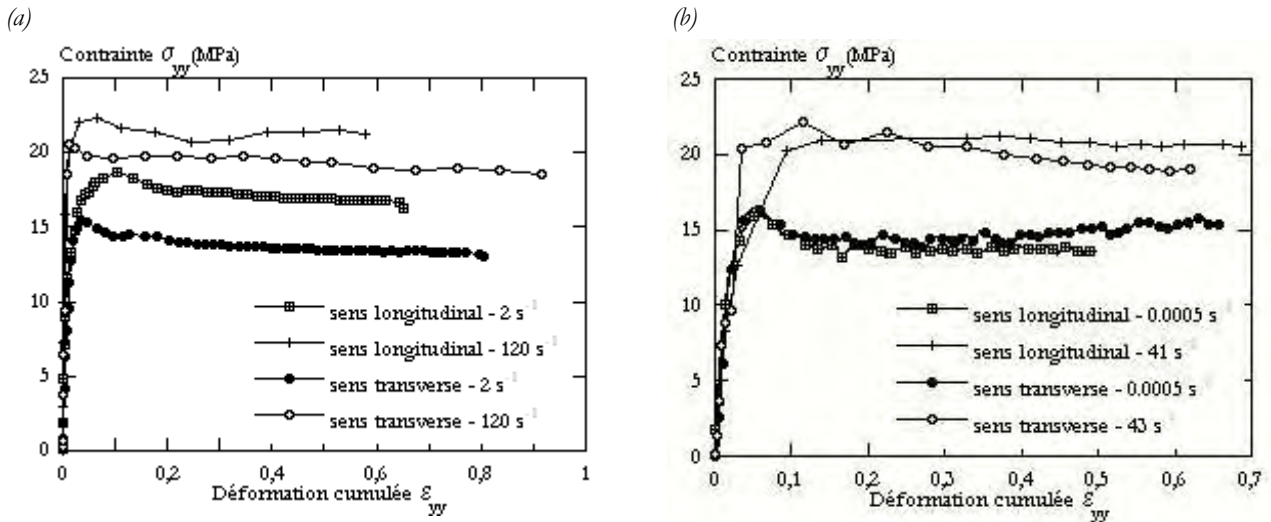 (a)
Contrainte σyy (MPa)
25
20
15
10
5
0
sens longitudinal - 2 s⁻¹
sens longitudinal - 120 s⁻¹
sens transverse - 2 s⁻¹
sens transverse - 120 s⁻¹
0 0,2 0,4 0,6 0,8 1
Déformation cumulée εyy
(b)
Contrainte σyy (MPa)
25
20
15
10
5
0
sens longitudinal - 0.0005 s⁻¹
sens longitudinal - 41 s⁻¹
sens transverse - 0.0005 s⁻¹
sens transverse - 43 s⁻¹
0 0,1 0,2 0,3 0,4 0,5 0,6 0,7
Déformation cumulée εyy